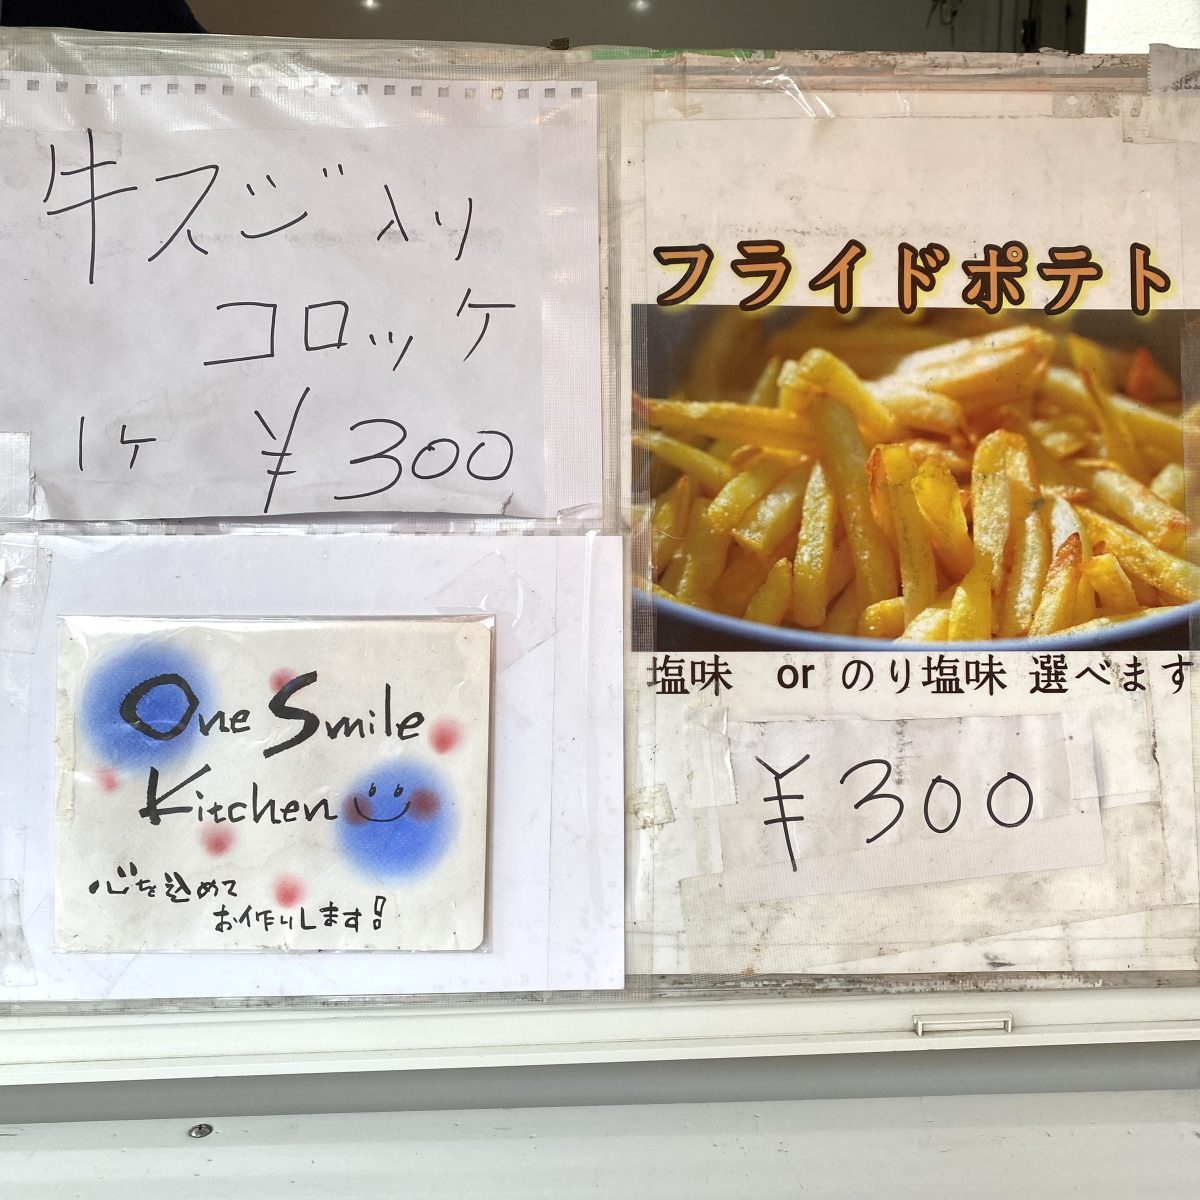 牛スジ入り
コロッケ
1ヶ ¥300
One Smile
Kitchen
心を込めて
お作りします!
フライドポテト
塩味 or のり塩味 選べます
¥300